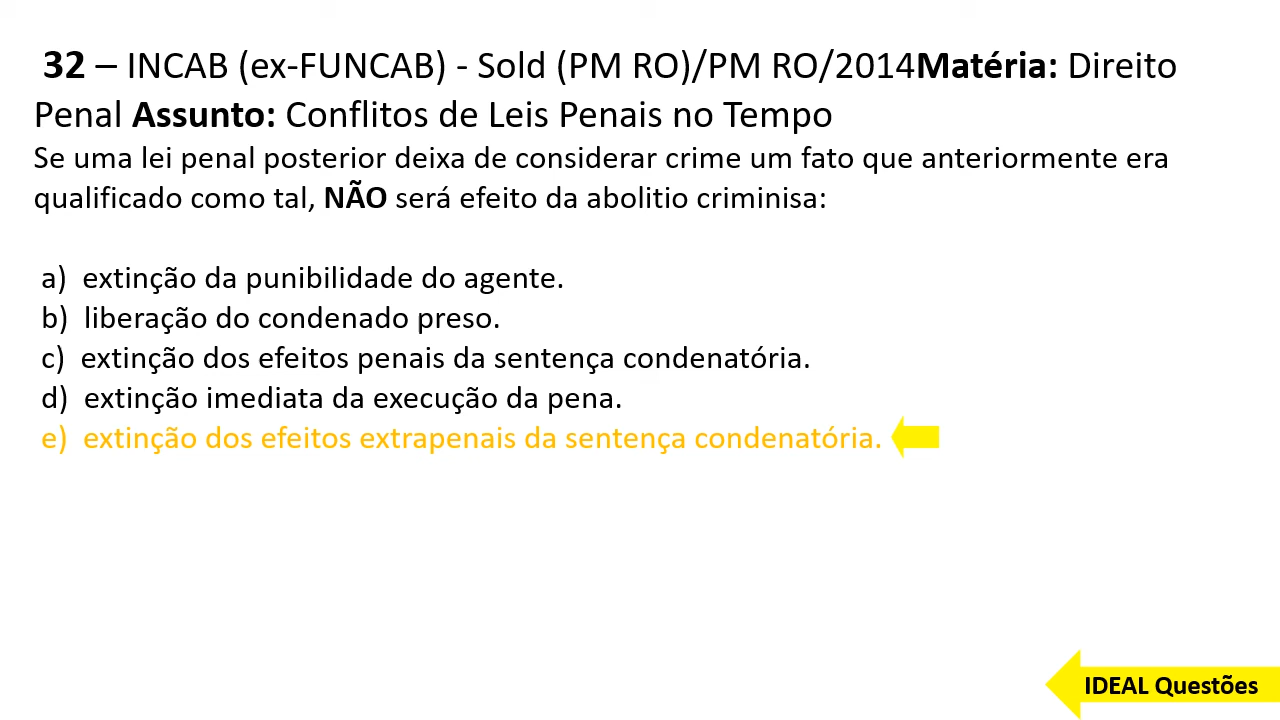 32 – INCAB (ex-FUNCAB) - Sold (PM RO)/PM RO/2014Matéria: Direito
Penal Assunto: Conflitos de Leis Penais no Tempo
Se uma lei penal posterior deixa de considerar crime um fato que anteriormente era
qualificado como tal, NÃO será efeito da abolitio criminisa:
a) extinção da punibilidade do agente.
b) liberação do condenado preso.
c) extinção dos efeitos penais da sentença condenatória.
d) extinção imediata da execução da pena.
e) extinção dos efeitos extrapenais da sentença condenatória.
IDEAL Questões